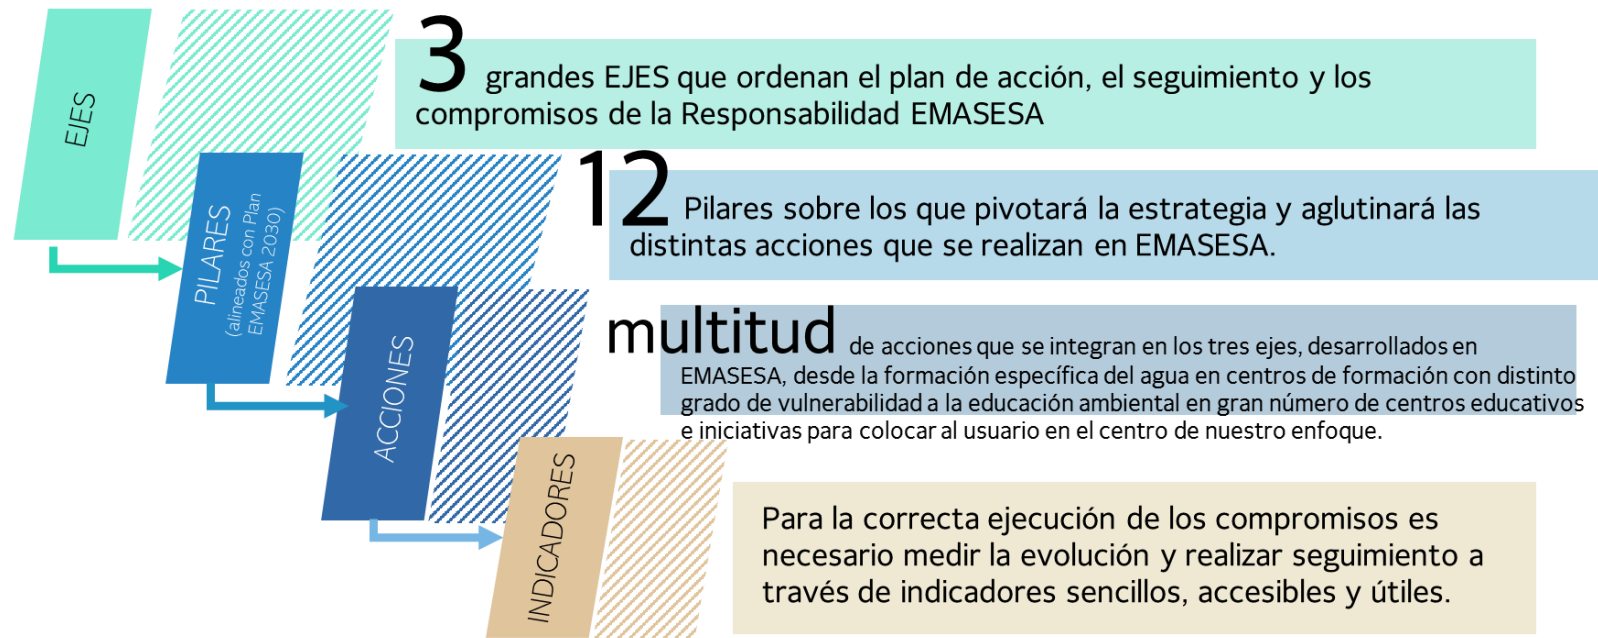 EJES
3 grandes EJES que ordenan el plan de acción, el seguimiento y los
compromisos de la Responsabilidad EMASESA
PILARES
(alineados con Plan
EMASESA 2030)
12 Pilares sobre los que pivotará la estrategia y aglutinará las
distintas acciones que se realizan en EMASESA.
ACCIONES
multitud de acciones que se integran en los tres ejes, desarrollados en
EMASESA, desde la formación específica del agua en centros de formación con distinto
grado de vulnerabilidad a la educación ambiental en gran número de centros educativos
e iniciativas para colocar al usuario en el centro de nuestro enfoque.
INDICADORES
Para la correcta ejecución de los compromisos es
necesario medir la evolución y realizar seguimiento a
través de indicadores sencillos, accesibles y útiles.